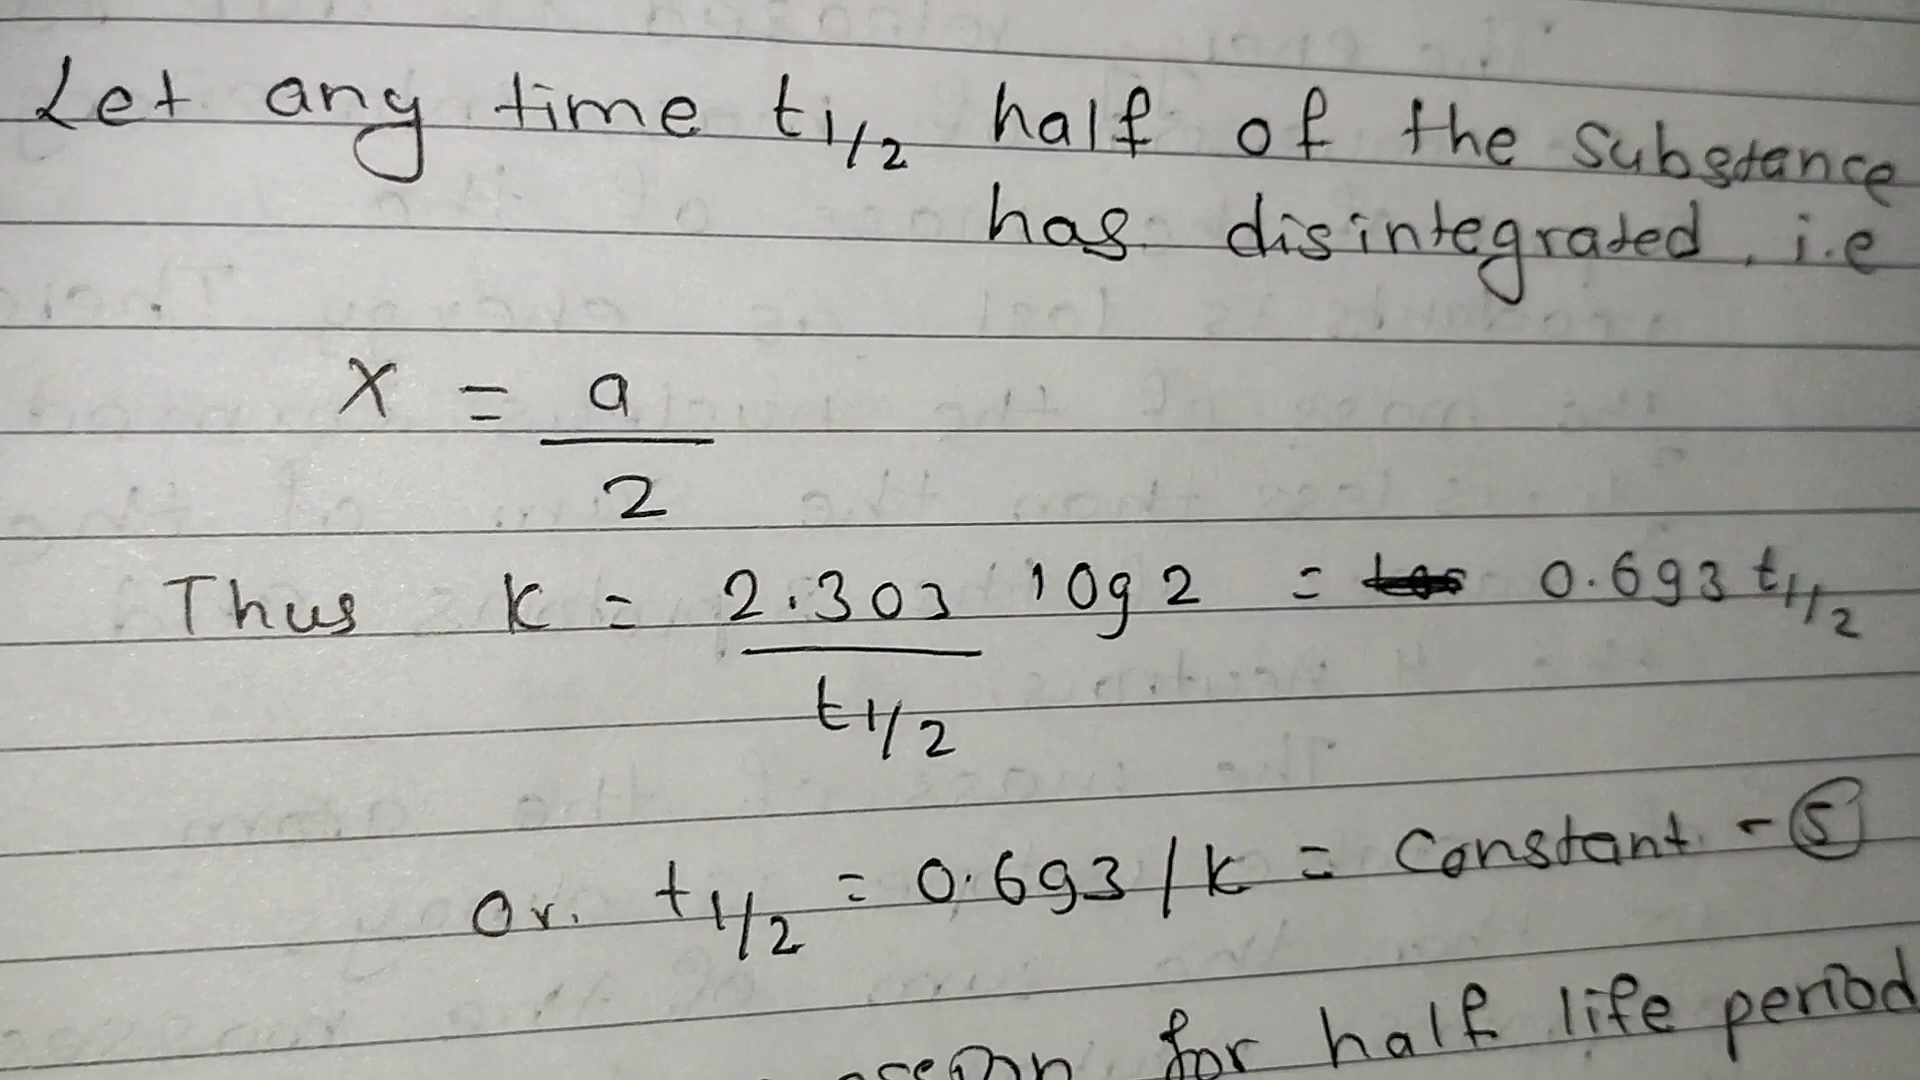 Let any time t1/2 half of the substance
has disintegrated, i.e
x = a/2
Thus k = 2.303/t1/2 log 2 = 0.693 t1/2
Or. t1/2 = 0.693/k = Constant - ⑤
for half life period